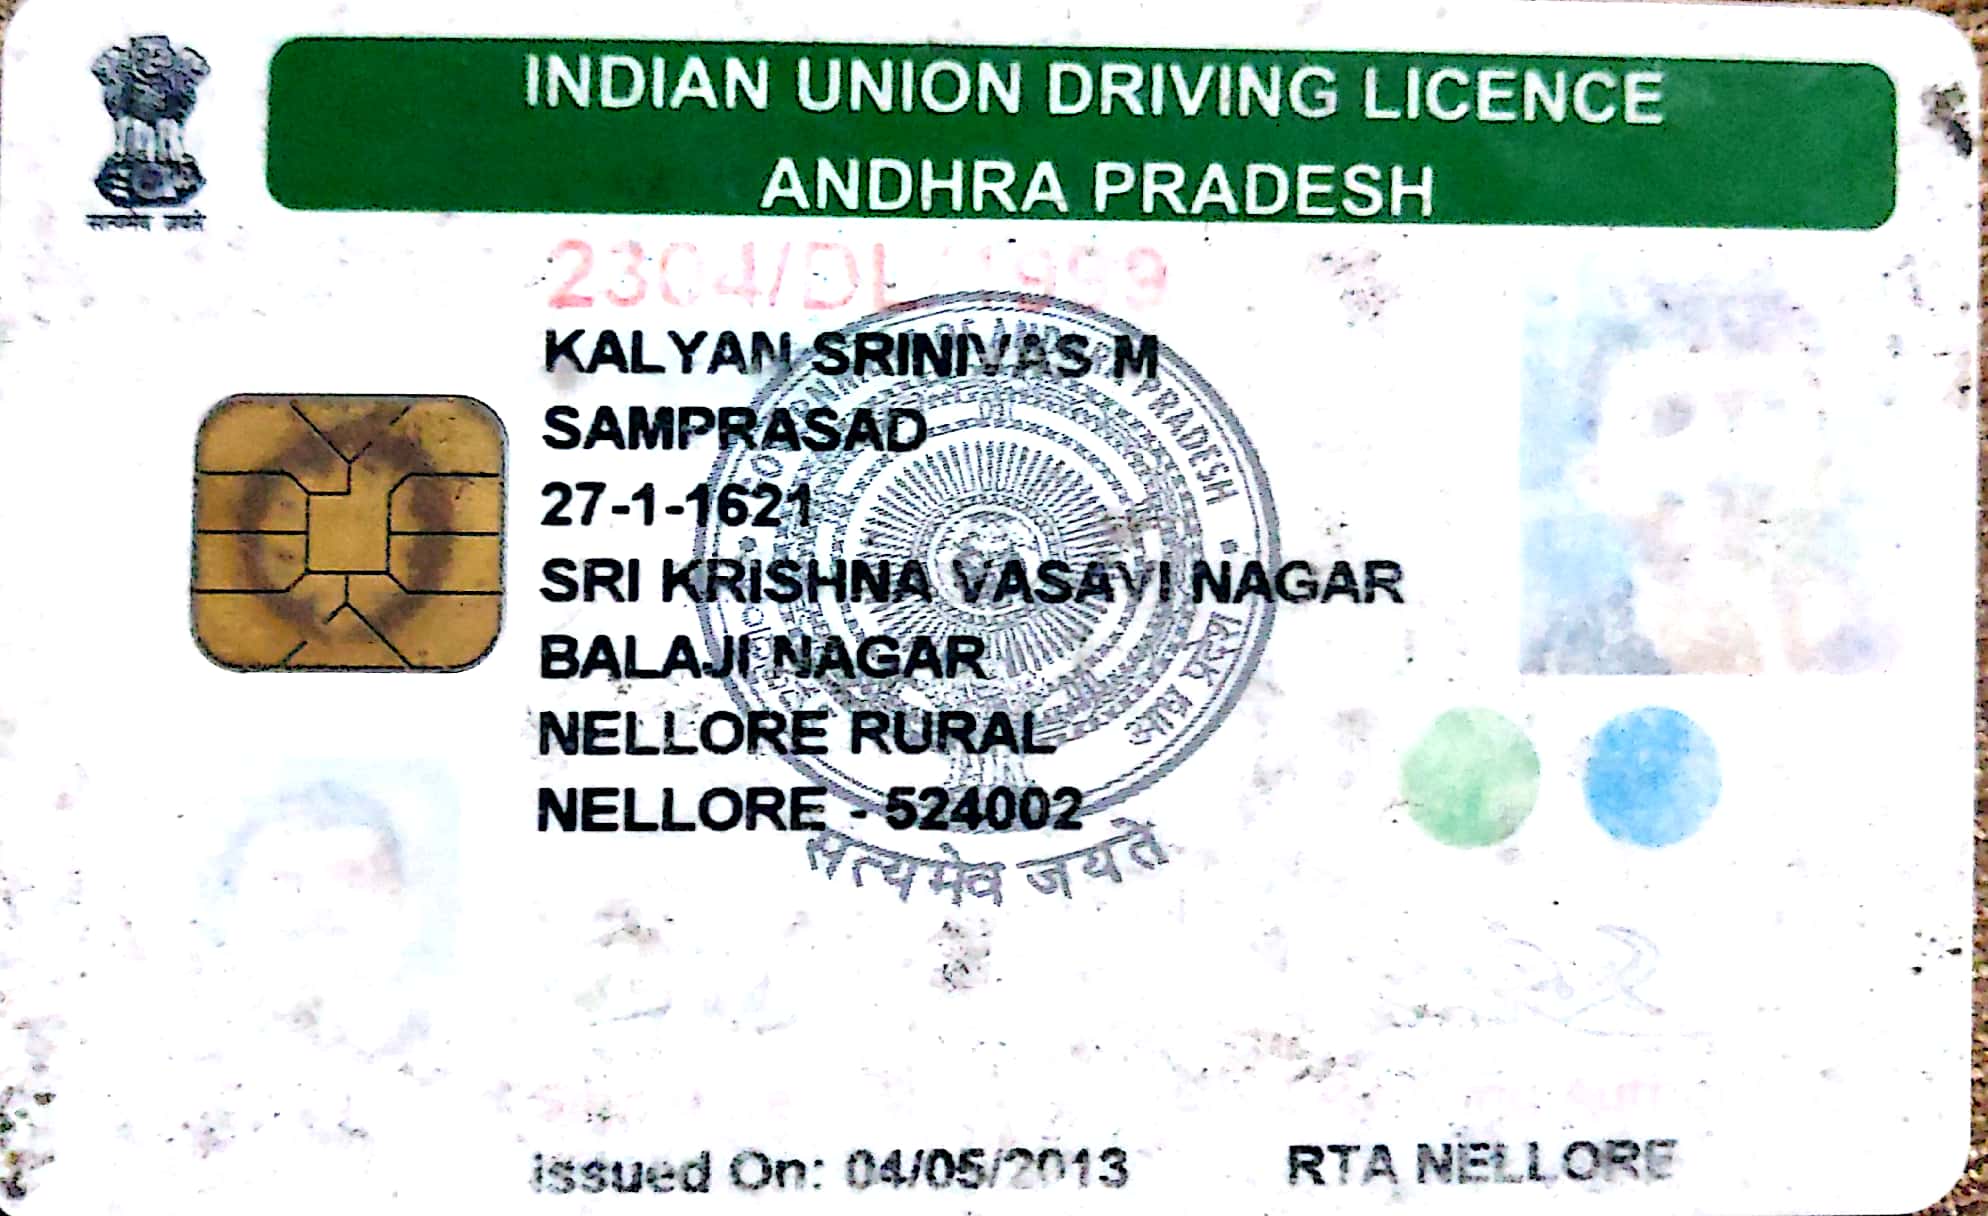 INDIAN UNION DRIVING LICENCE
ANDHRA PRADESH
सत्यमेव जयते
2304/DL 1999
KALYAN SRINIVAS M
SAMPRASAD
27-1-1621
SRI KRISHNA VASAVI NAGAR
BALAJI NAGAR
NELLORE RURAL
NELLORE - 524002
PRADESH
सत्यमेव जयते
Issued On: 04/05/2013
RTA NELLORE